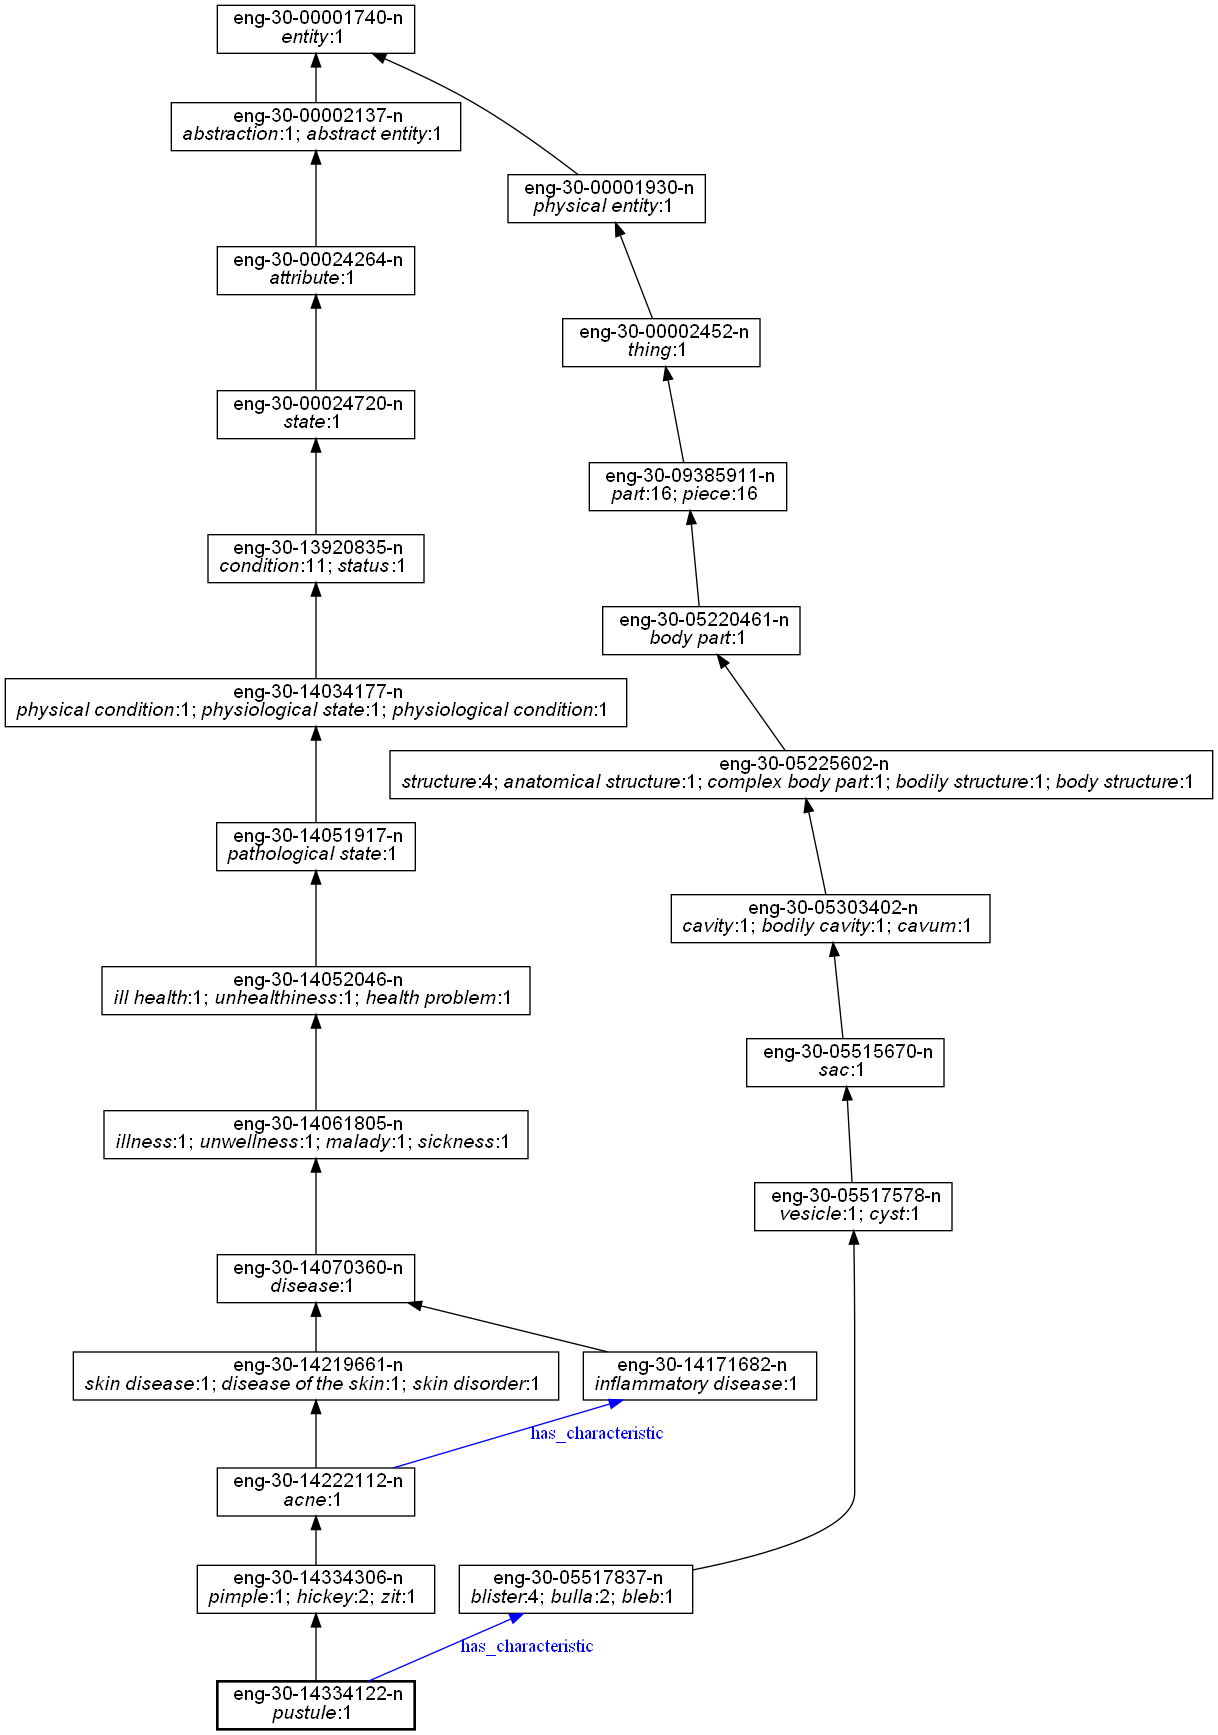 eng-30-00001740-n
entity:1
eng-30-00002137-n
abstraction:1; abstract entity:1
eng-30-00001930-n
physical entity:1
eng-30-00024264-n
attribute:1
eng-30-00002452-n
thing:1
eng-30-00024720-n
state:1
eng-30-09385911-n
part:16; piece:16
eng-30-13920835-n
condition:11; status:1
eng-30-05220461-n
body part:1
eng-30-14034177-n
physical condition:1; physiological state:1; physiological condition:1
eng-30-05225602-n
structure:4; anatomical structure:1; complex body part:1; bodily structure:1; body structure:1
eng-30-14051917-n
pathological state:1
eng-30-05303402-n
cavity:1; bodily cavity:1; cavum:1
eng-30-14052046-n
ill health:1; unhealthiness:1; health problem:1
eng-30-05515670-n
sac:1
eng-30-14061805-n
illness:1; unwellness:1; malady:1; sickness:1
eng-30-05517578-n
vesicle:1; cyst:1
eng-30-14070360-n
disease:1
eng-30-14219661-n
skin disease:1; disease of the skin:1; skin disorder:1
eng-30-14171682-n
inflammatory disease:1
has_characteristic
eng-30-14222112-n
acne:1
eng-30-14334306-n
pimple:1; hickey:2; zit:1
eng-30-05517837-n
blister:4; bulla:2; bleb:1
has_characteristic
eng-30-14334122-n
pustule:1